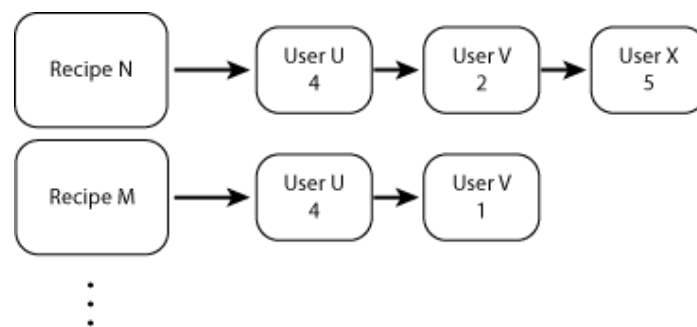 Recipe N
User U
4
User V
2
User X
5
Recipe M
User U
4
User V
1